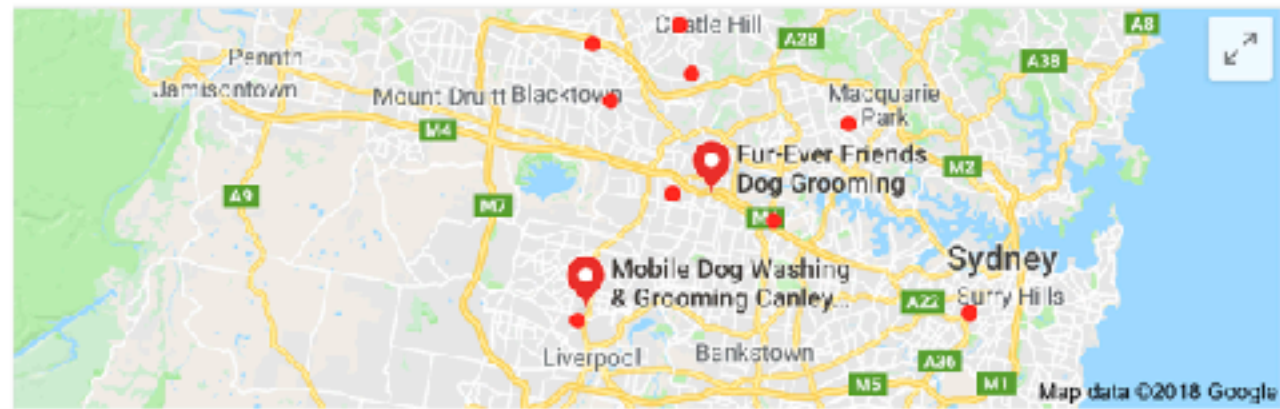 Castle Hill
A28
A8
A38
Penrith
Jamisontown
Mount Druitt
Blacktown
Macquarie
Park
M4
Fur-Ever Friends
Dog Grooming
M2
A9
M7
Sydney
Mobile Dog Washing
& Grooming Canley...
A22
Surry Hills
Liverpool
Bankstown
A36
M5
M1
Map data ©2018 Google